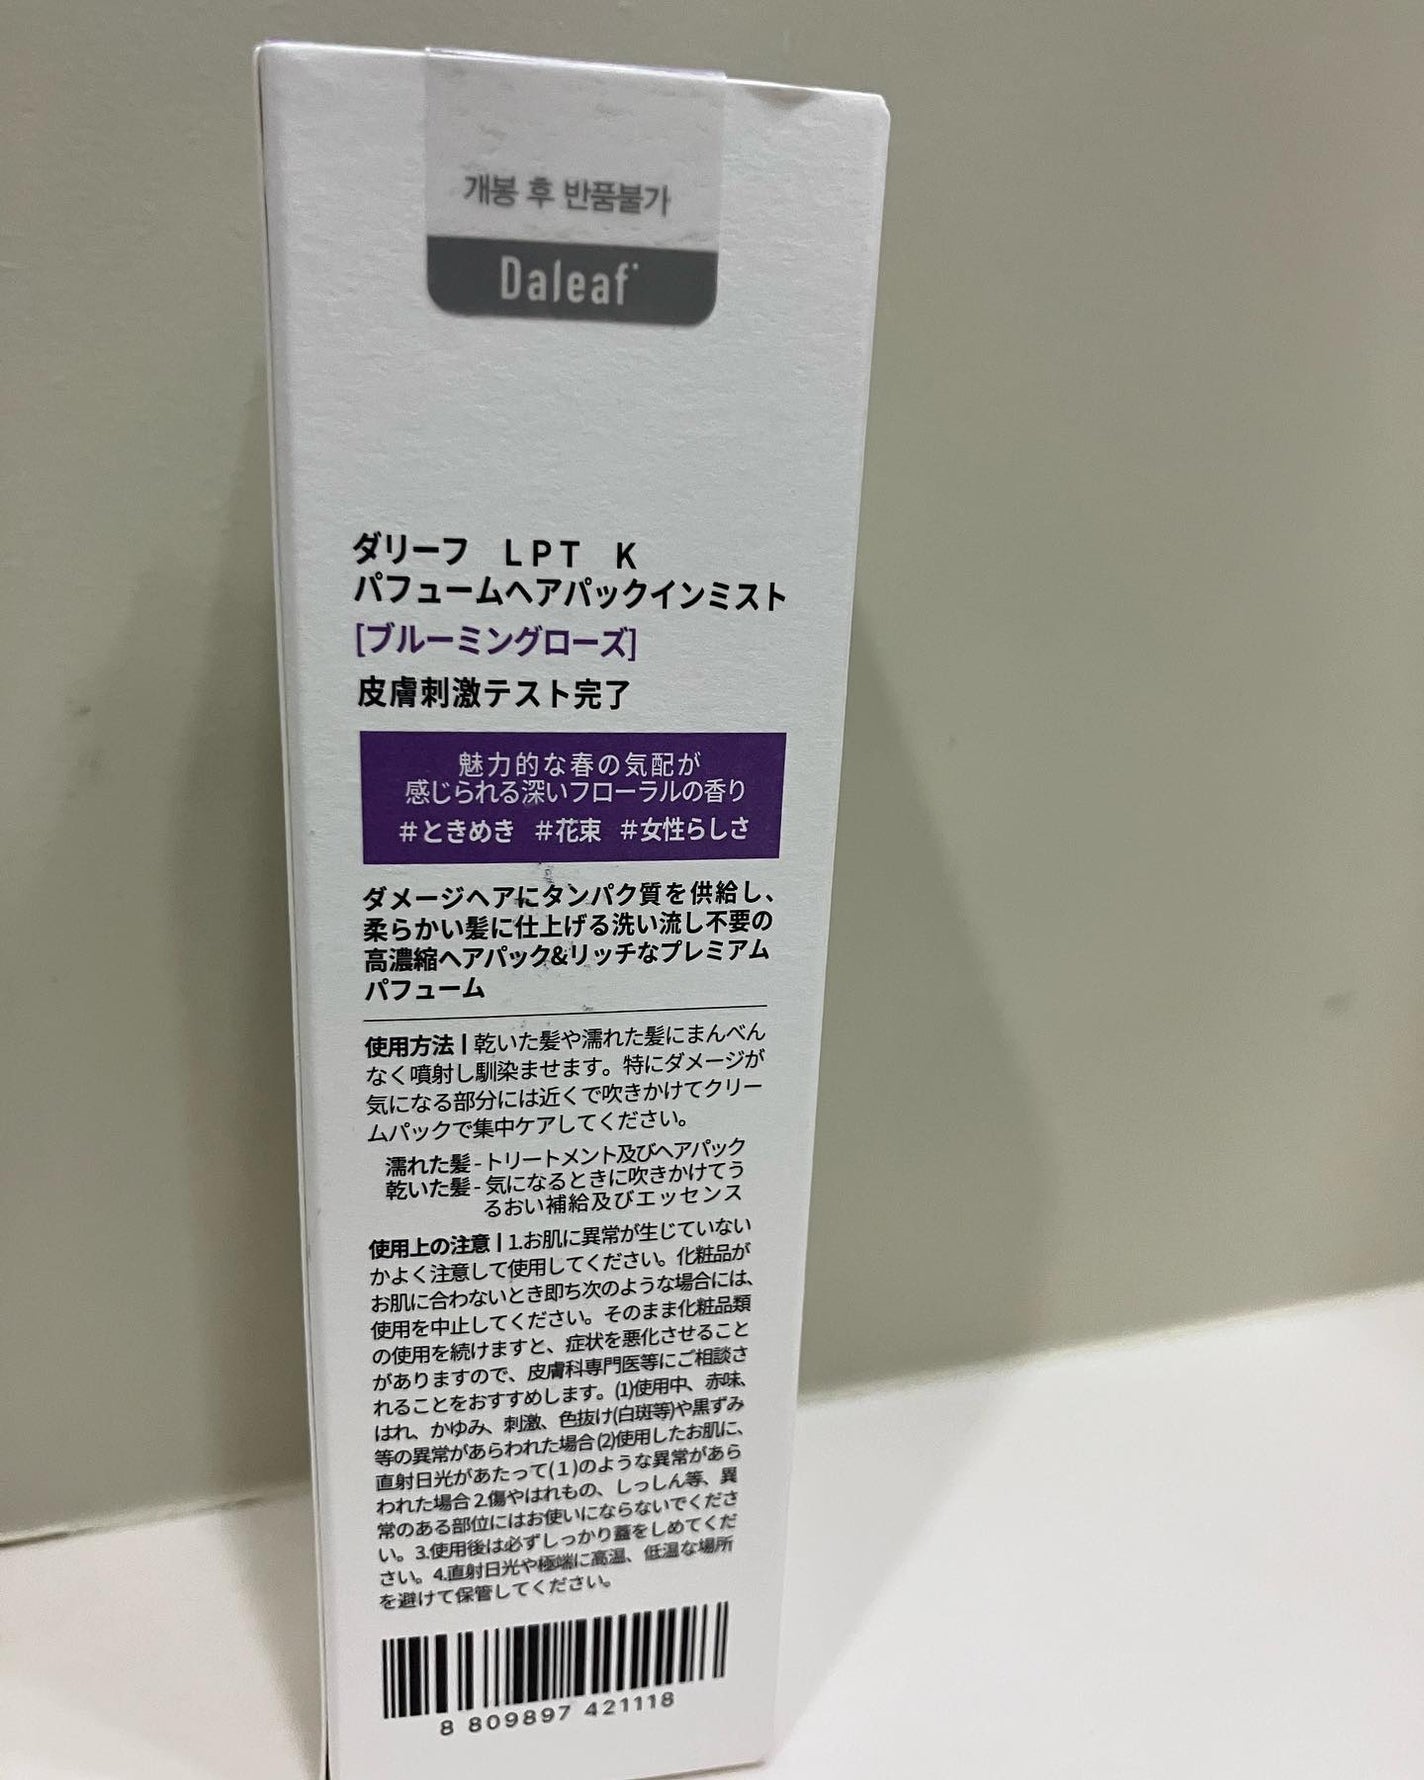 개봉 후 반품불가
Daleaf
ダリーフ LPT K
パフュームヘアパックインミスト
[ブルーミングローズ]
皮膚刺激テスト完了
魅力的な春の気配が
感じられる深いフローラルの香り
#ときめき #花束 #女性らしさ
ダメージヘアにタンパク質を供給し、
柔らかい髪に仕上げる洗い流し不要の
高濃縮ヘアパック&リッチなプレミアム
パフューム
使用方法 | 乾いた髪や濡れた髪にまんべん
なく噴射し馴染ませます。特にダメージが
気になる部分には近くで吹きかけてクリー
ムパックで集中ケアしてください。
濡れた髪 - トリートメント及びヘアパック
乾いた髪 - 気になるときに吹きかけてう
るおい補給及びエッセンス
使用上の注意 | 1.お肌に異常が生じていない
かよく注意して使用してください。化粧品が
お肌に合わないとき即ち次のような場合には、
使用を中止してください。そのまま化粧品類
の使用を続けますと、症状を悪化させること
がありますので、皮膚科専門医等にご相談さ
れることをおすすめします。(1)使用中、赤味、
はれ、かゆみ、刺激、色抜け(白斑等)や黒ずみ
等の異常があらわれた場合(2)使用したお肌に、
直射日光があたって(1)のような異常があら
われた場合 2.傷やはれもの、しっしん等、異
常のある部位にはお使いにならないでくださ
い。3.使用後は必ずしっかり蓋をしめてくだ
さい。4.直射日光や極端に高温、低温な場所
を避けて保管してください。
8 809897 421118